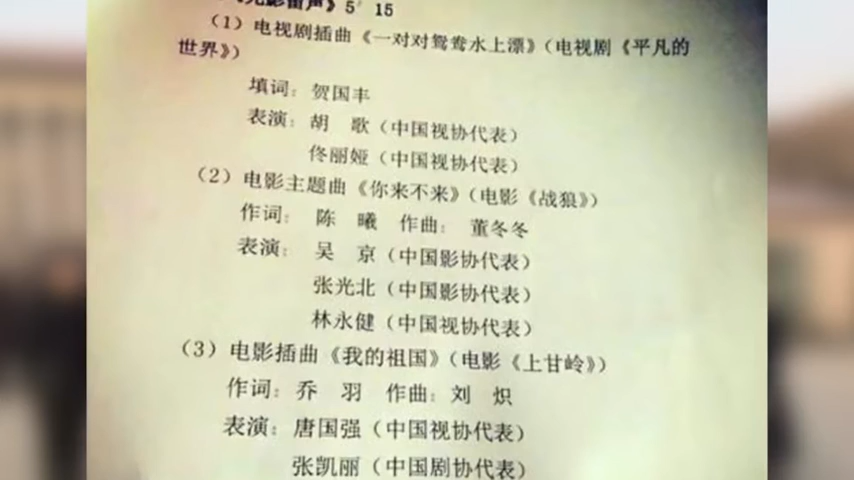 影雷声》5′15
(1)电视剧插曲《一对对鸳鸯水上漂》(电视剧《平凡的
世界》)
填词：贺国丰
表演：胡 歌(中国视协代表)
佟丽娅(中国视协代表)
(2)电影主题曲《你来不来》(电影《战狼》)
作词：陈 曦 作曲：董冬冬
表演：吴 京(中国影协代表)
张光北(中国影协代表)
林永健(中国视协代表)
(3)电影插曲《我的祖国》(电影《上甘岭》)
作词：乔 羽 作曲：刘 炽
表演：唐国强(中国视协代表)
张凯丽(中国剧协代表)